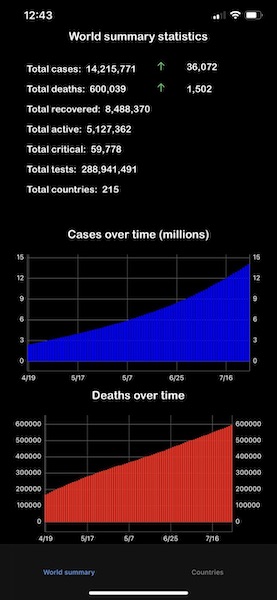 12:43
World summary statistics
Total cases: 14,215,771 ↑ 36,072
Total deaths: 600,039 ↑ 1,502
Total recovered: 8,488,370
Total active: 5,127,362
Total critical: 59,778
Total tests: 288,941,491
Total countries: 215
Cases over time (millions)
15 15
12 12
9 9
6 6
3 3
0 0
4/19 5/17 5/7 6/25 7/16
Deaths over time
600000 600000
500000 500000
400000 400000
300000 300000
200000 200000
100000 100000
0 0
4/19 5/17 5/7 6/25 7/16
World summary Countries